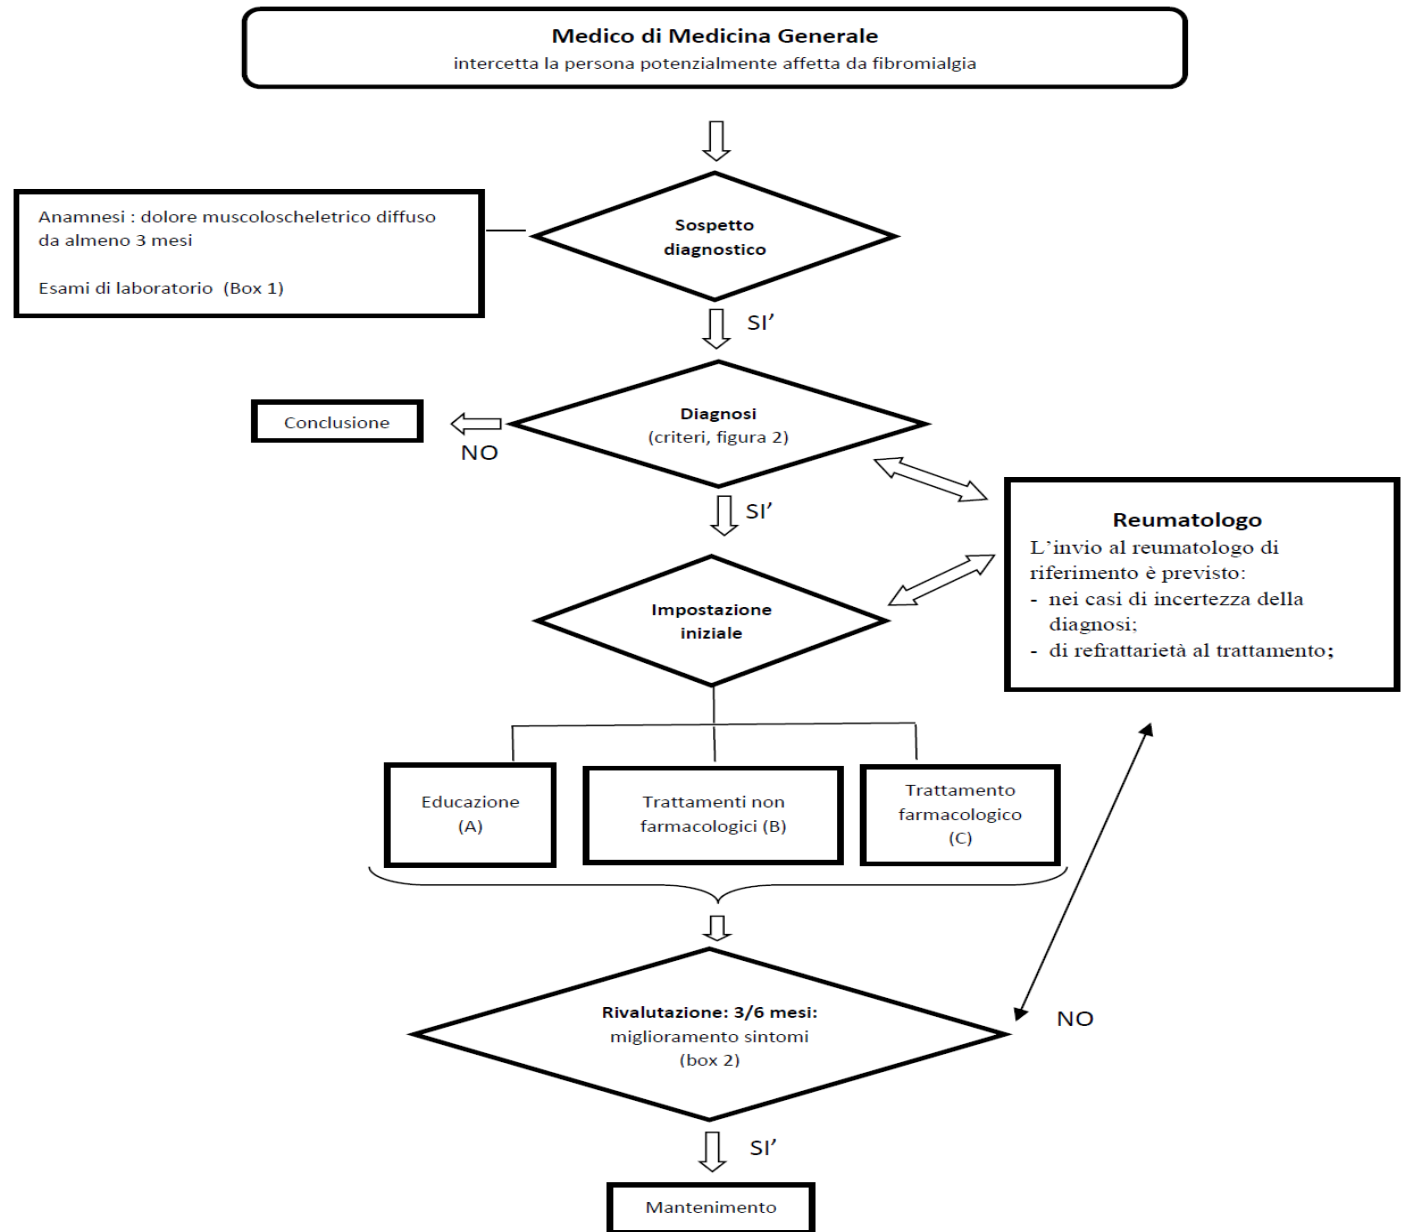 Medico di Medicina Generale
intercetta la persona potenzialmente affetta da fibromialgia
Anamnesi : dolore muscoloscheletrico diffuso
da almeno 3 mesi
Esami di laboratorio  (Box 1)
Sospetto
diagnostico
SI’
Conclusione
NO
Diagnosi
(criteri, figura 2)
SI’
Reumatologo
L’invio al reumatologo di
riferimento è previsto:
- nei casi di incertezza della
diagnosi;
- di refrattarietà al trattamento;
Impostazione
iniziale
Educazione
(A)
Trattamenti non
farmacologici (B)
Trattamento
farmacologico
(C)
Rivalutazione: 3/6 mesi:
miglioramento sintomi
(box 2)
NO
SI’
Mantenimento